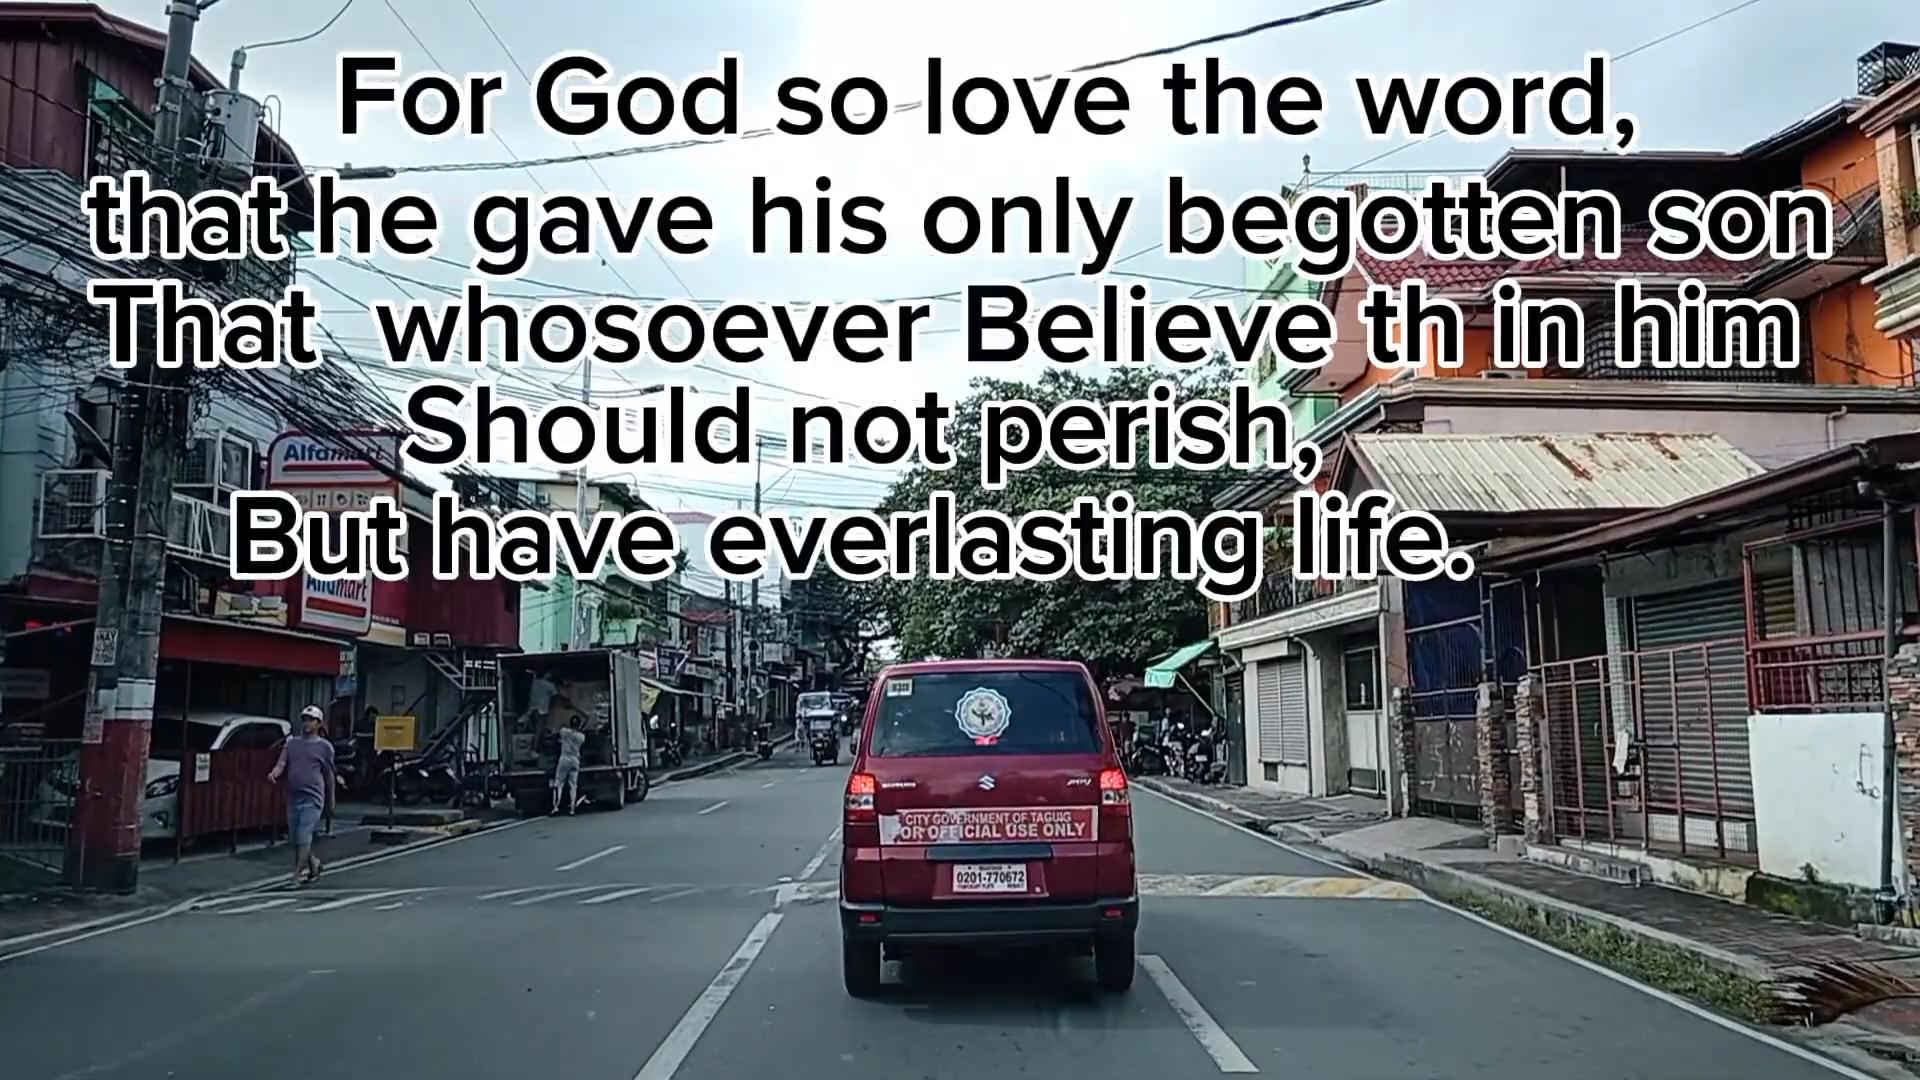 For God so love the word,
that he gave his only begotten son
That whosoever Believe th in him
Should not perish,
But have everlasting life.
Alfamart
Alfamart
CITY GOVERNMENT OF TAGUIG
FOR OFFICIAL USE ONLY
0201-770672